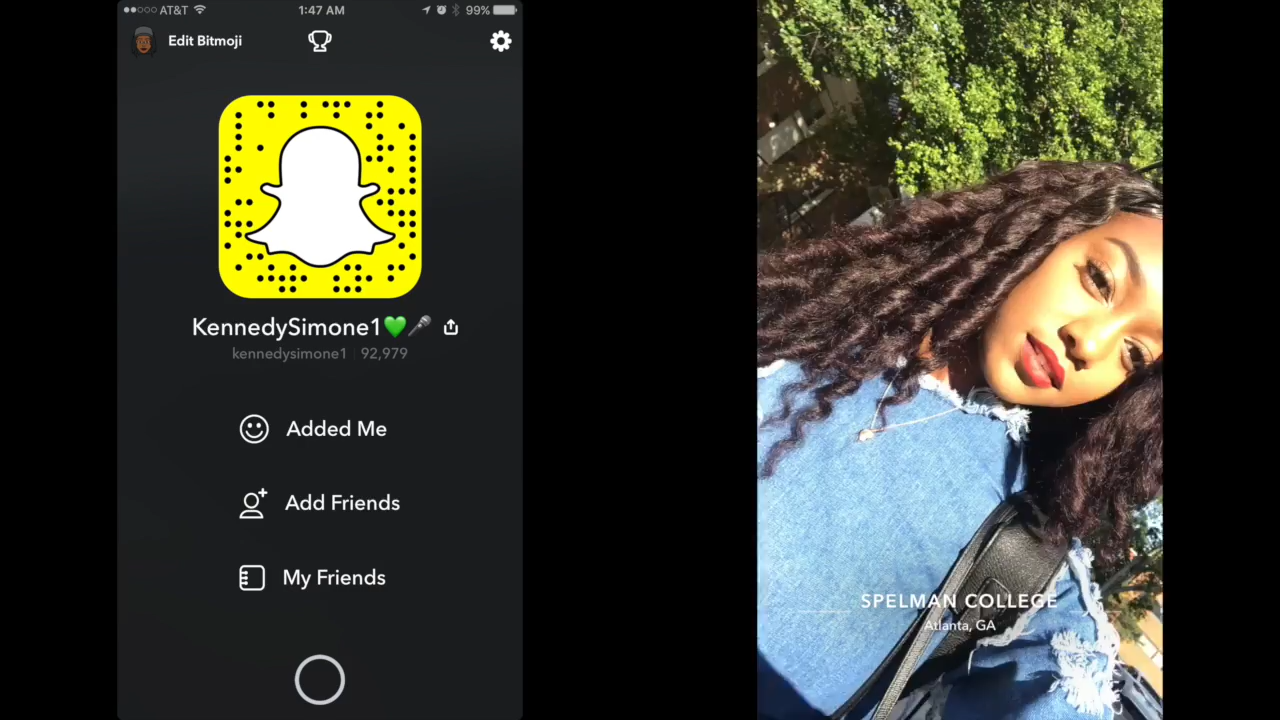 AT&T 1:47 AM 99%
Edit Bitmoji
KennedySimone1💚🎤
kennedysimone1 | 92,979
Added Me
Add Friends
My Friends
SPELMAN COLLEGE
Atlanta, GA